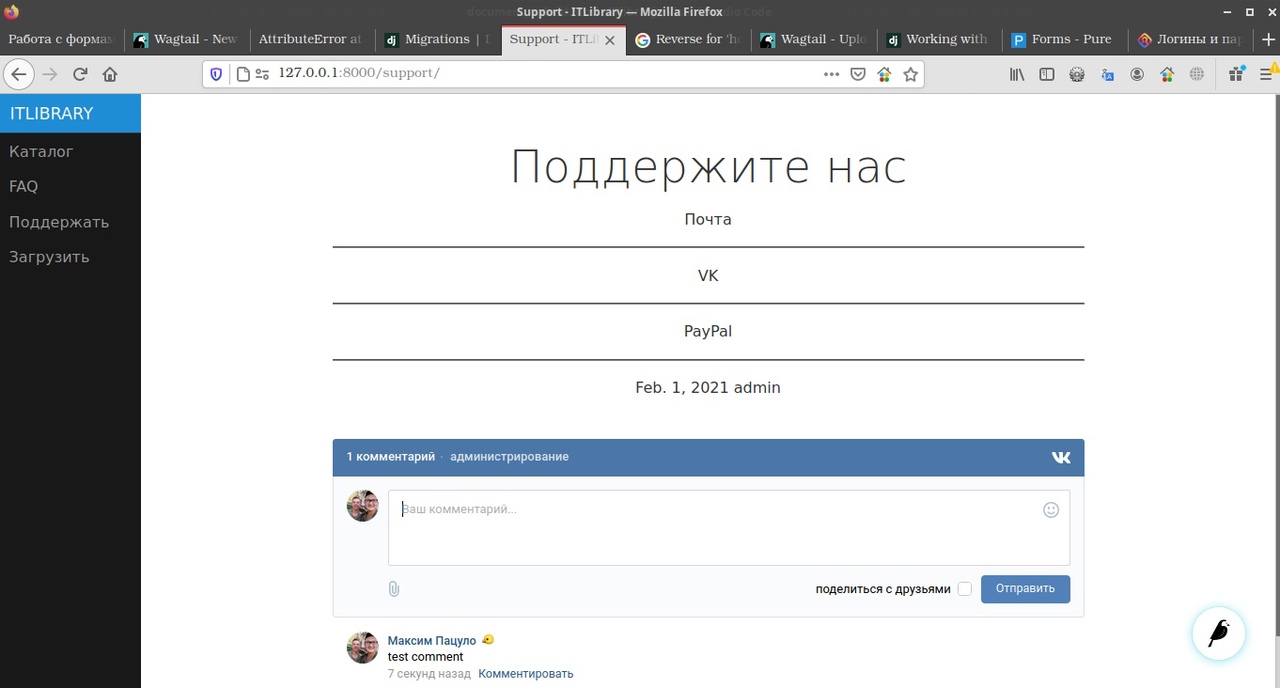 Support - ITLibrary — Mozilla Firefox
Работа с форма
Wagtail - New
AttributeError at
Migrations |
Support - ITLi
Reverse for 'h
Wagtail - Uplo
Working with
Forms - Pure
Логины и пар
127.0.0.1:8000/support/
ITLIBRARY
Каталог
FAQ
Поддержать
Загрузить
Поддержите нас
Почта
VK
PayPal
Feb. 1, 2021 admin
1 комментарий · администрирование
Ваш комментарий...
поделиться с друзьями
Отправить
Максим Пацуло
test comment
7 секунд назад Комментировать